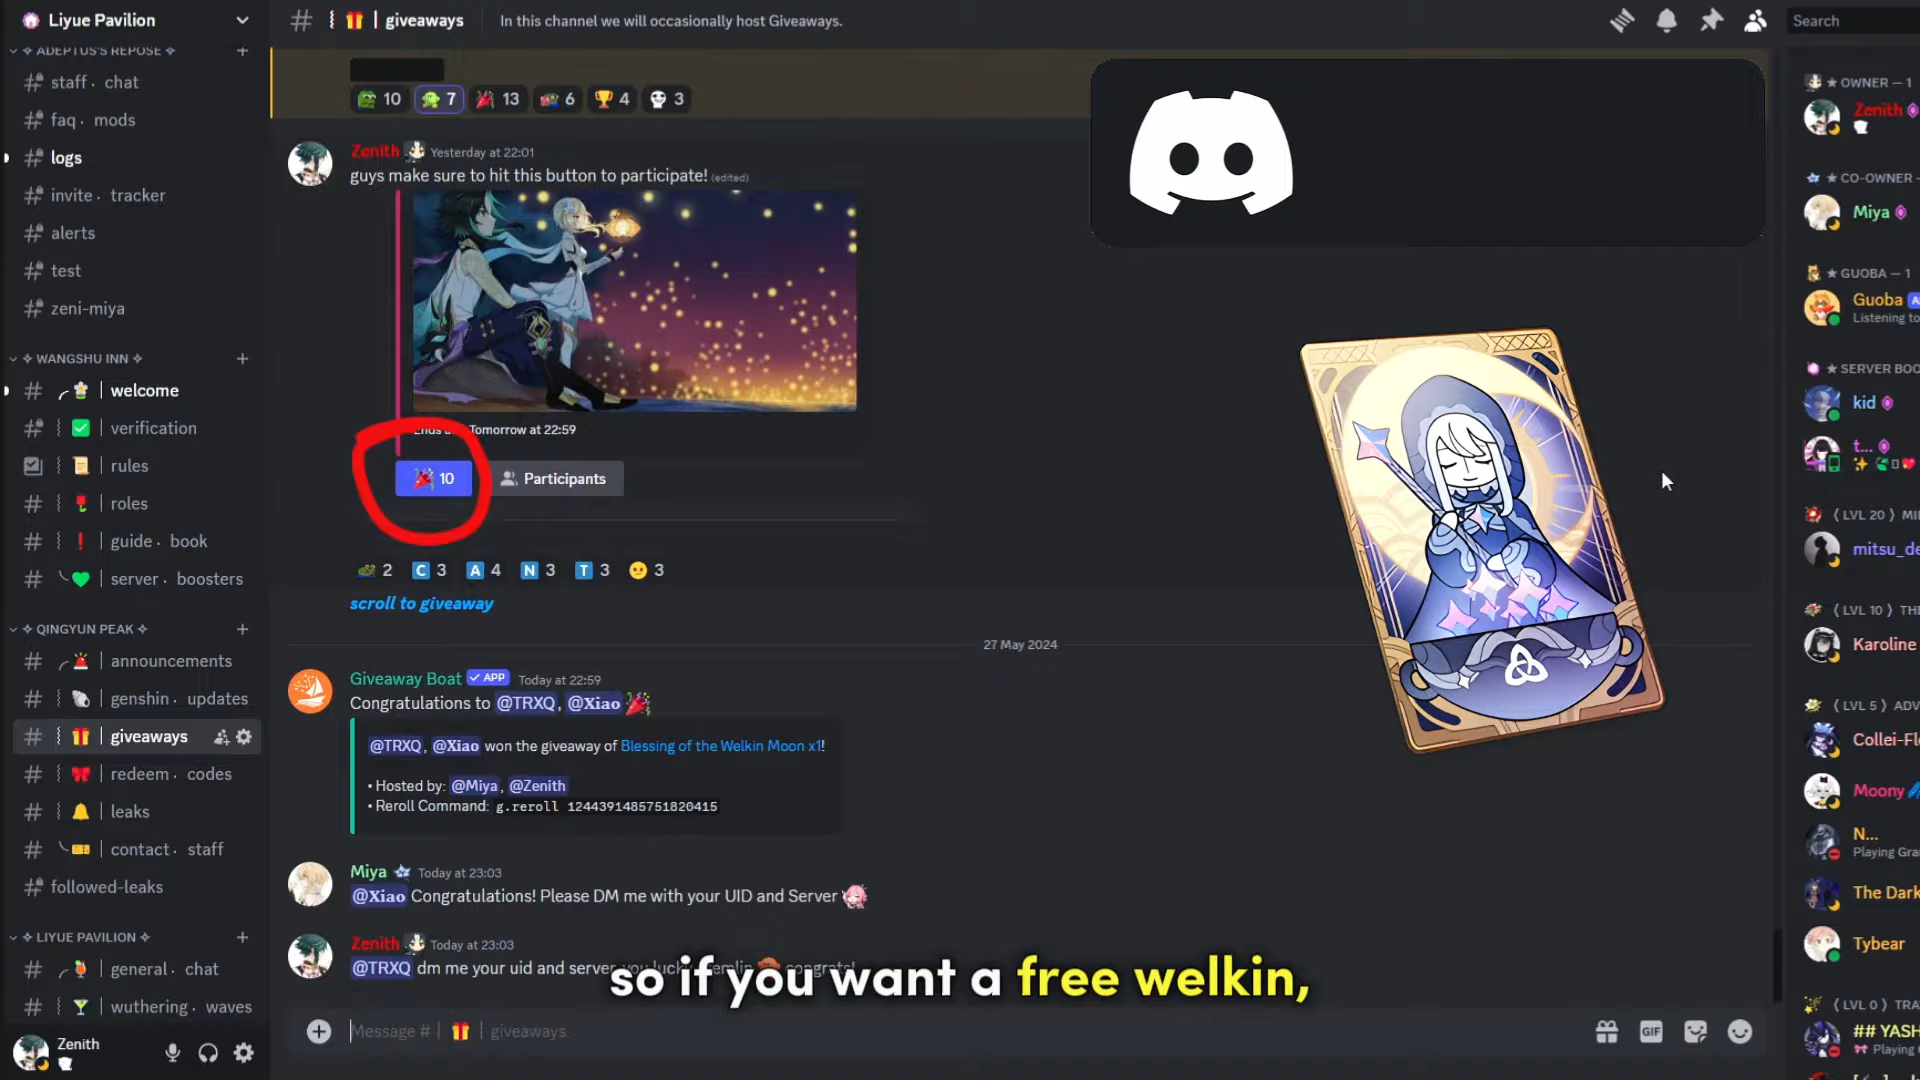 Liyue Pavilion
ADEPTUS'S REPOSE
staff · chat
faq · mods
logs
invite · tracker
alerts
test
zeni-miya
WANGSHU INN
welcome
verification
rules
roles
guide · book
server · boosters
QINGYUN PEAK
announcements
genshin · updates
giveaways
redeem · codes
leaks
contact · staff
followed-leaks
LIYUE PAVILION
general · chat
wuthering · waves
Zenith
giveaways
In this channel we will occasionally host Giveaways.
Search
10 7 13 6 4 3
Zenith Yesterday at 22:01
guys make sure to hit this button to participate! (edited)
Tomorrow at 22:59
10 Participants
2 C 3 A 4 N 3 T 3 3
scroll to giveaway
27 May 2024
Giveaway Boat APP Today at 22:59
Congratulations to @TRXQ, @Xiao
@TRXQ, @Xiao won the giveaway of Blessing of the Welkin Moon x1!
• Hosted by: @Miya, @Zenith
• Reroll Command: g.reroll 1244391485751820415
Miya Today at 23:03
@Xiao Congratulations! Please DM me with your UID and Server
Zenith Today at 23:03
@TRXQ dm me your uid and server
so if you want a free welkin,
Message # | giveaways
GIF
OWNER — 1
Zenith
CO-OWNER -
Miya
GUOBA — 1
Guoba
Listening to
SERVER BOO
kid
t...
( LVL 20 ) MI
mitsu_de
( LVL 10 ) THE
Karoline
( LVL 5 ) ADV
Collei-Fl
Moony
N...
Playing Gra
The Dark
Tybear
( LVL 0 ) TRA
## YASH
Playing